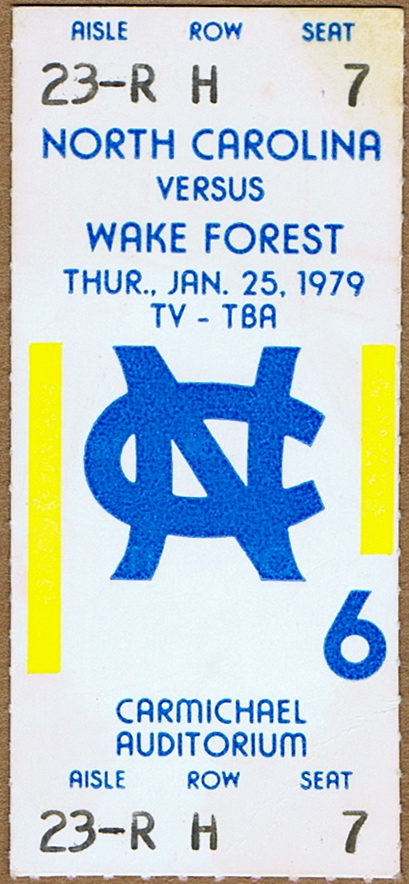 AISLE ROW SEAT
23-R H 7
NORTH CAROLINA
VERSUS
WAKE FOREST
THUR., JAN. 25, 1979
TV - TBA
NC
6
CARMICHAEL
AUDITORIUM
AISLE ROW SEAT
23-R H 7